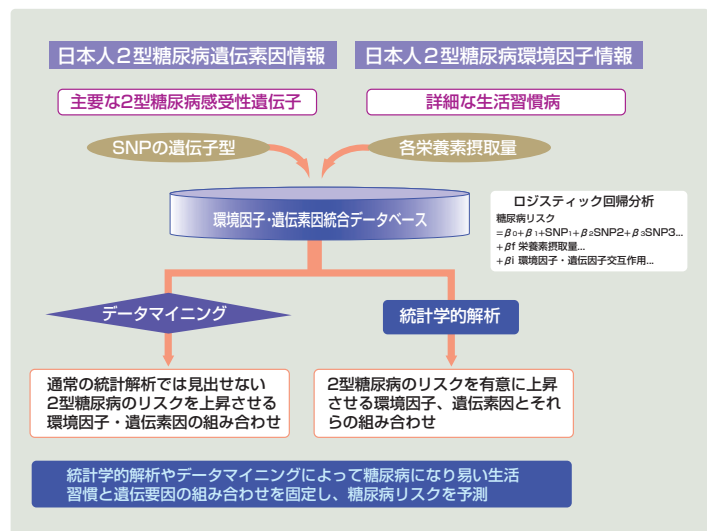 日本人2型糖尿病遺伝素因情報
日本人2型糖尿病環境因子情報
主要な2型糖尿病感受性遺伝子
詳細な生活習慣病
SNPの遺伝子型
各栄養素摂取量
環境因子・遺伝素因統合データベース
ロジスティック回帰分析
糖尿病リスク
=β₀+β₁+SNP₁+β₂SNP2+β₃SNP3...
+βf 栄養素摂取量...
+βi 環境因子・遺伝因子交互作用...
データマイニング
統計学的解析
通常の統計解析では見出せない
2型糖尿病のリスクを上昇させる
環境因子・遺伝素因の組み合わせ
2型糖尿病のリスクを有意に上昇
させる環境因子、遺伝素因とそれ
らの組み合わせ
統計学的解析やデータマイニングによって糖尿病になり易い生活
習慣と遺伝要因の組み合わせを固定し、糖尿病リスクを予測